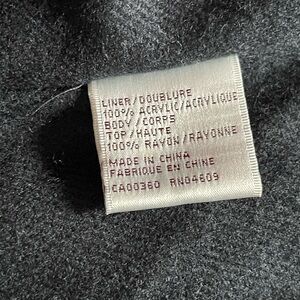 LINER/DOUBLURE
100% ACRYLIC/ACRYLIQUE
BODY/CORPS
TOP/HAUTE
100% RAYON/RAYONNE
MADE IN CHINA
FABRIQUE EN CHINE
CA00360 RN04609